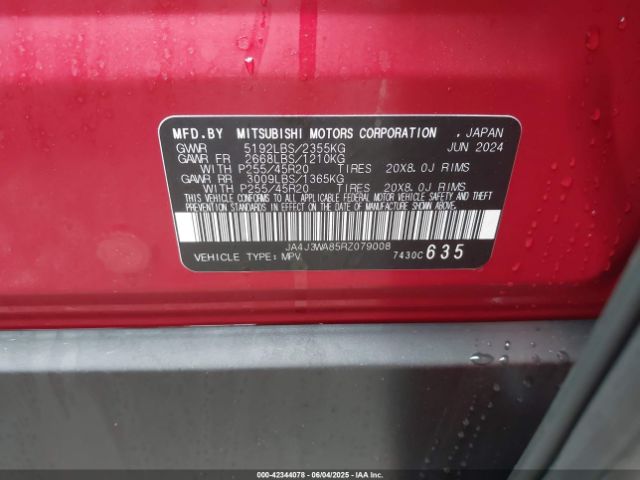 MFD.BY MITSUBISHI MOTORS CORPORATION , JAPAN
GVWR 5192LBS/2355KG JUN 2024
GAWR FR 2668LBS/1210KG
WITH P255/45R20 TIRES 20X8.0J RIMS
GAWR RR 3009LBS/1365KG
WITH P255/45R20 TIRES 20X8.0J RIMS
THIS VEHICLE CONFORMS TO ALL APPLICABLE FEDERAL MOTOR VEHICLE SAFETY AND THEFT
PREVENTION STANDARDS IN EFFECT ON THE DATE OF MANUFACTURE SHOWN ABOVE.
JA4J3WA85RZ079008
VEHICLE TYPE: MPV 7430C 635
00-42344078 - 06/04/2025 - IAA Inc.